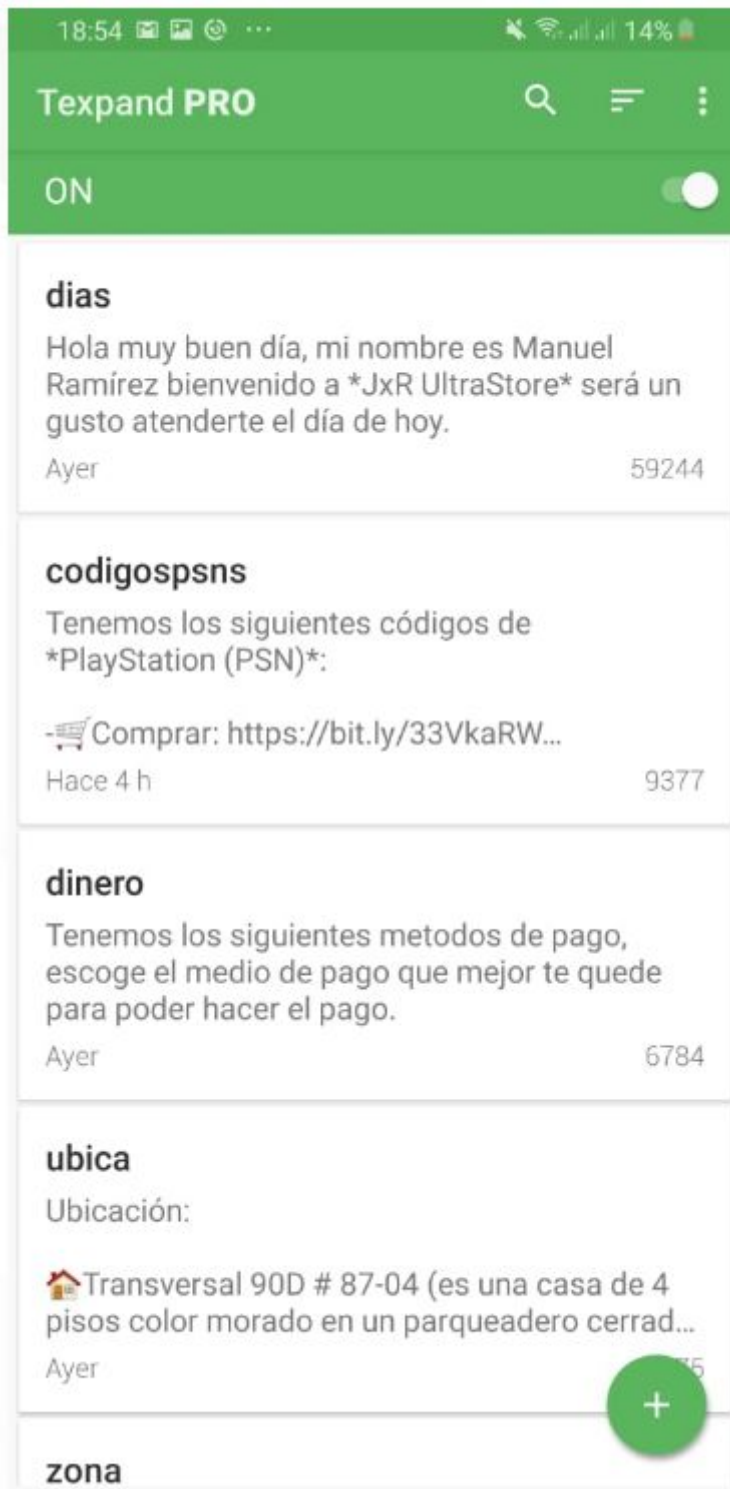 18:54 14%
Texpand PRO
ON
dias
Hola muy buen día, mi nombre es Manuel
Ramírez bienvenido a *JxR UltraStore* será un
gusto atenderte el día de hoy.
Ayer 59244
codigospsns
Tenemos los siguientes códigos de
*PlayStation (PSN)*:
-🛒Comprar: https://bit.ly/33VkaRW...
Hace 4 h 9377
dinero
Tenemos los siguientes metodos de pago,
escoge el medio de pago que mejor te quede
para poder hacer el pago.
Ayer 6784
ubica
Ubicación:
🏠Transversal 90D # 87-04 (es una casa de 4
pisos color morado en un parqueadero cerrad...
Ayer
zona